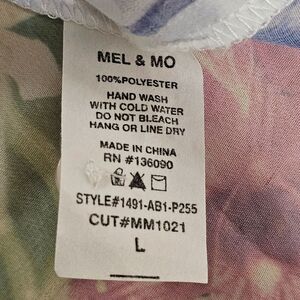 MEL & MO
100%POLYESTER
HAND WASH
WITH COLD WATER
DO NOT BLEACH
HANG OR LINE DRY
MADE IN CHINA
RN #136090
STYLE#1491-AB1-P255
CUT#MM1021
L